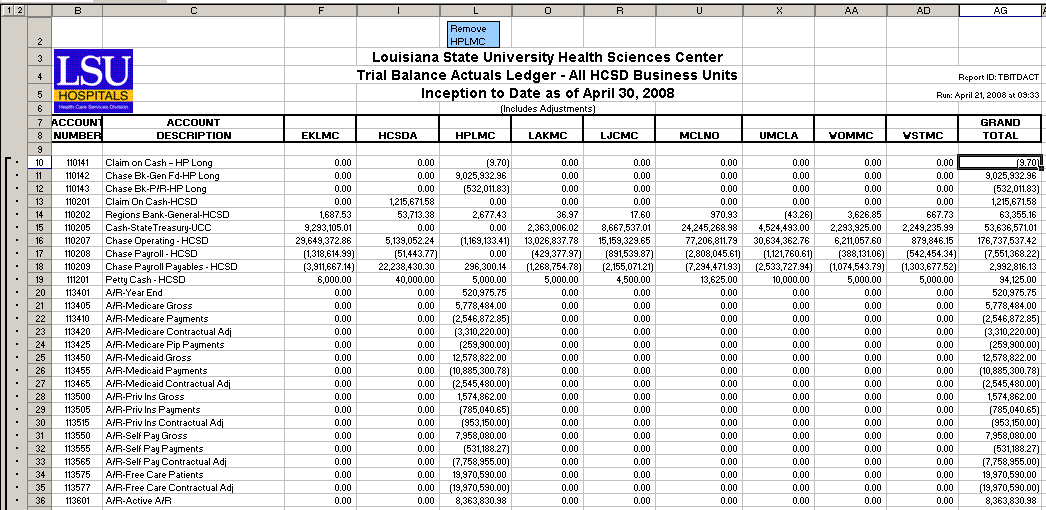 1 2 B C F I L O R U X AA AD AG
2 Remove
HPLMC
3 Louisiana State University Health Sciences Center
LSU
HOSPITALS
Health Care Services Division
4 Trial Balance Actuals Ledger - All HCSD Business Units Report ID: TBITDACT
5 Inception to Date as of April 30, 2008 Run: April 21, 2008 at 09:33
6 (Includes Adjustments)
7 ACCOUNT ACCOUNT GRAND
8 NUMBER DESCRIPTION EKLMC HCSDA HPLMC LAKMC LJCMC MCLNO UMCLA WOMMC WSTMC TOTAL
9
10 110141 Claim on Cash - HP Long 0.00 0.00 (9.70) 0.00 0.00 0.00 0.00 0.00 0.00 (9.70)
11 110142 Chase Bk-Gen Fd-HP Long 0.00 0.00 9,025,932.96 0.00 0.00 0.00 0.00 0.00 0.00 9,025,932.96
12 110143 Chase Bk-P/R-HP Long 0.00 0.00 (532,011.83) 0.00 0.00 0.00 0.00 0.00 0.00 (532,011.83)
13 110201 Claim On Cash-HCSD 0.00 1,215,671.58 0.00 0.00 0.00 0.00 0.00 0.00 0.00 1,215,671.58
14 110202 Regions Bank-General-HCSD 1,687.53 53,713.38 2,677.43 36.97 17.60 970.93 (43.26) 3,626.85 667.73 63,355.16
15 110205 Cash-StateTreasury-UCC 9,293,105.01 0.00 0.00 2,363,006.02 8,667,537.01 24,245,268.98 4,524,493.00 2,293,925.00 2,249,235.99 53,636,571.01
16 110207 Chase Operating - HCSD 29,649,372.86 5,139,052.24 (1,169,133.41) 13,026,837.78 15,159,329.65 77,206,811.79 30,634,362.76 6,211,057.60 879,846.15 176,737,537.42
17 110208 Chase Payroll - HCSD (1,318,614.99) (51,443.77) 0.00 (429,377.97) (891,539.87) (2,808,045.61) (1,121,760.61) (388,131.06) (542,454.34) (7,551,368.22)
18 110209 Chase Payroll Payables - HCSD (3,911,667.14) 22,238,430.30 296,300.14 (1,268,754.78) (2,155,071.21) (7,294,471.93) (2,533,727.94) (1,074,543.79) (1,303,677.52) 2,992,816.13
19 111201 Petty Cash - HCSD 6,000.00 40,000.00 5,000.00 5,000.00 4,500.00 13,625.00 10,000.00 5,000.00 5,000.00 94,125.00
20 113401 A/R-Year End 0.00 0.00 520,975.75 0.00 0.00 0.00 0.00 0.00 0.00 520,975.75
21 113405 A/R-Medicare Gross 0.00 0.00 5,778,484.00 0.00 0.00 0.00 0.00 0.00 0.00 5,778,484.00
22 113410 A/R-Medicare Payments 0.00 0.00 (2,546,872.85) 0.00 0.00 0.00 0.00 0.00 0.00 (2,546,872.85)
23 113420 A/R-Medicare Contractual Adj 0.00 0.00 (3,310,220.00) 0.00 0.00 0.00 0.00 0.00 0.00 (3,310,220.00)
24 113425 A/R-Medicare Pip Payments 0.00 0.00 (259,900.00) 0.00 0.00 0.00 0.00 0.00 0.00 (259,900.00)
25 113450 A/R-Medicaid Gross 0.00 0.00 12,578,822.00 0.00 0.00 0.00 0.00 0.00 0.00 12,578,822.00
26 113455 A/R-Medicaid Payments 0.00 0.00 (10,885,300.78) 0.00 0.00 0.00 0.00 0.00 0.00 (10,885,300.78)
27 113465 A/R-Medicaid Contractual Adj 0.00 0.00 (2,545,480.00) 0.00 0.00 0.00 0.00 0.00 0.00 (2,545,480.00)
28 113500 A/R-Priv Ins Gross 0.00 0.00 1,574,862.00 0.00 0.00 0.00 0.00 0.00 0.00 1,574,862.00
29 113505 A/R-Priv Ins Payments 0.00 0.00 (785,040.65) 0.00 0.00 0.00 0.00 0.00 0.00 (785,040.65)
30 113515 A/R-Priv Ins Contractual Adj 0.00 0.00 (953,150.00) 0.00 0.00 0.00 0.00 0.00 0.00 (953,150.00)
31 113550 A/R-Self Pay Gross 0.00 0.00 7,958,080.00 0.00 0.00 0.00 0.00 0.00 0.00 7,958,080.00
32 113555 A/R-Self Pay Payments 0.00 0.00 (531,188.27) 0.00 0.00 0.00 0.00 0.00 0.00 (531,188.27)
33 113565 A/R-Self Pay Contractual Adj 0.00 0.00 (7,758,955.00) 0.00 0.00 0.00 0.00 0.00 0.00 (7,758,955.00)
34 113575 A/R-Free Care Patients 0.00 0.00 19,970,590.00 0.00 0.00 0.00 0.00 0.00 0.00 19,970,590.00
35 113577 A/R-Free Care Contractual Adj 0.00 0.00 (19,970,590.00) 0.00 0.00 0.00 0.00 0.00 0.00 (19,970,590.00)
36 113601 A/R-Active A/R 0.00 0.00 8,363,830.98 0.00 0.00 0.00 0.00 0.00 0.00 8,363,830.98